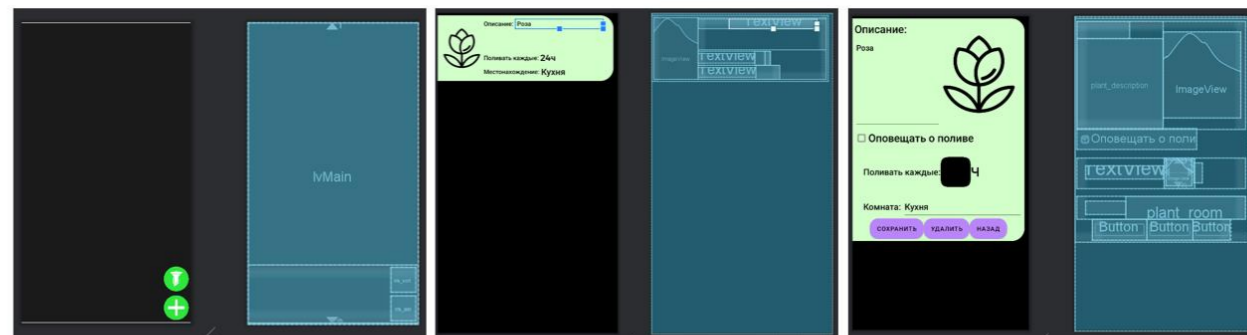 lvMain
Описание: Роза
Поливать каждые: 24ч
Местонахождение: Кухня
TextView
ImageView
TextView
TextView
Описание:
Роза
Оповещать о поливе
Поливать каждые: Ч
Комната: Кухня
СОХРАНИТЬ УДАЛИТЬ НАЗАД
plant_description
ImageView
Оповещать о поли
TextView
plant_room
Button Button Button